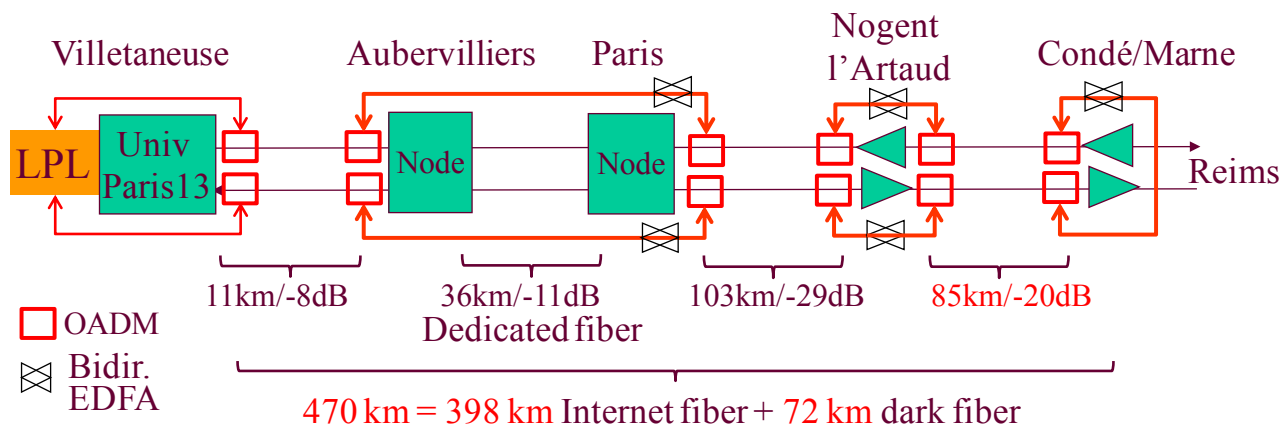 Villetaneuse
Aubervilliers
Paris
Nogent
l'Artaud
Condé/Marne
LPL
Univ
Paris13
Node
Node
Reims
11km/-8dB
36km/-11dB
Dedicated fiber
103km/-29dB
85km/-20dB
OADM
Bidir.
EDFA
470 km = 398 km Internet fiber + 72 km dark fiber